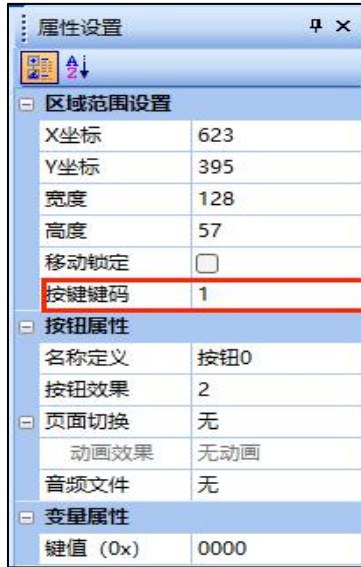 属性设置
区域范围设置
X坐标 623
Y坐标 395
宽度 128
高度 57
移动锁定
按键键码 1
按钮属性
名称定义 按钮0
按钮效果 2
页面切换 无
动画效果 无动画
音频文件 无
变量属性
键值 (0x) 0000